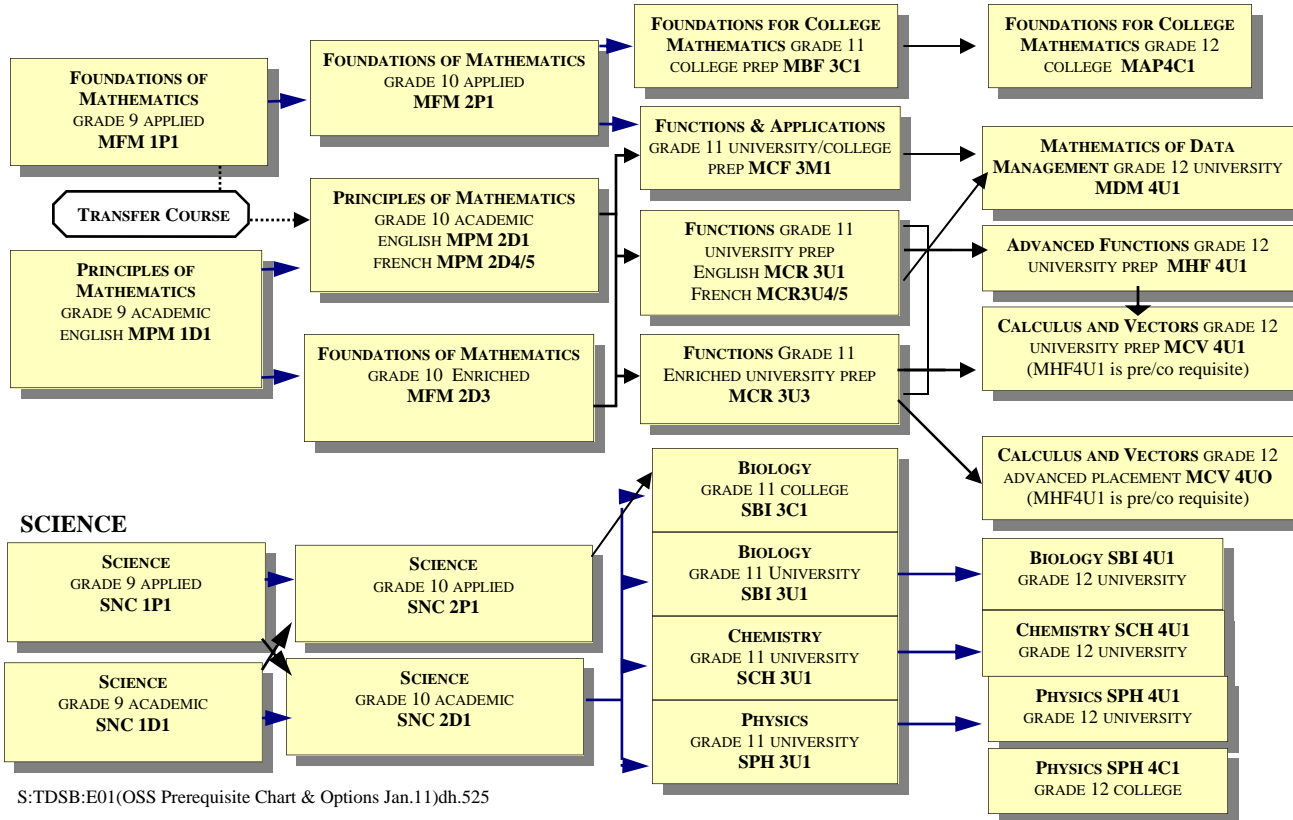 FOUNDATIONS OF
MATHEMATICS
GRADE 9 APPLIED
MFM 1P1
TRANSFER COURSE
PRINCIPLES OF
MATHEMATICS
GRADE 9 ACADEMIC
ENGLISH MPM 1D1
FOUNDATIONS OF MATHEMATICS
GRADE 10 APPLIED
MFM 2P1
PRINCIPLES OF MATHEMATICS
GRADE 10 ACADEMIC
ENGLISH MPM 2D1
FRENCH MPM 2D4/5
FOUNDATIONS OF MATHEMATICS
GRADE 10 ENRICHED
MFM 2D3
FOUNDATIONS FOR COLLEGE
MATHEMATICS GRADE 11
COLLEGE PREP MBF 3C1
FUNCTIONS & APPLICATIONS
GRADE 11 UNIVERSITY/COLLEGE
PREP MCF 3M1
FUNCTIONS GRADE 11
UNIVERSITY PREP
ENGLISH MCR 3U1
FRENCH MCR3U4/5
FUNCTIONS GRADE 11
ENRICHED UNIVERSITY PREP
MCR 3U3
FOUNDATIONS FOR COLLEGE
MATHEMATICS GRADE 12
COLLEGE MAP4C1
MATHEMATICS OF DATA
MANAGEMENT GRADE 12 UNIVERSITY
MDM 4U1
ADVANCED FUNCTIONS GRADE 12
UNIVERSITY PREP MHF 4U1
CALCULUS AND VECTORS GRADE 12
UNIVERSITY PREP MCV 4U1
(MHF4U1 is pre/co requisite)
CALCULUS AND VECTORS GRADE 12
ADVANCED PLACEMENT MCV 4UO
(MHF4U1 is pre/co requisite)
SCIENCE
SCIENCE
GRADE 9 APPLIED
SNC 1P1
SCIENCE
GRADE 9 ACADEMIC
SNC 1D1
SCIENCE
GRADE 10 APPLIED
SNC 2P1
SCIENCE
GRADE 10 ACADEMIC
SNC 2D1
BIOLOGY
GRADE 11 COLLEGE
SBI 3C1
BIOLOGY
GRADE 11 UNIVERSITY
SBI 3U1
CHEMISTRY
GRADE 11 UNIVERSITY
SCH 3U1
PHYSICS
GRADE 11 UNIVERSITY
SPH 3U1
BIOLOGY SBI 4U1
GRADE 12 UNIVERSITY
CHEMISTRY SCH 4U1
GRADE 12 UNIVERSITY
PHYSICS SPH 4U1
GRADE 12 UNIVERSITY
PHYSICS SPH 4C1
GRADE 12 COLLEGE
S:TDSB:E01(OSS Prerequisite Chart & Options Jan.11)dh.525